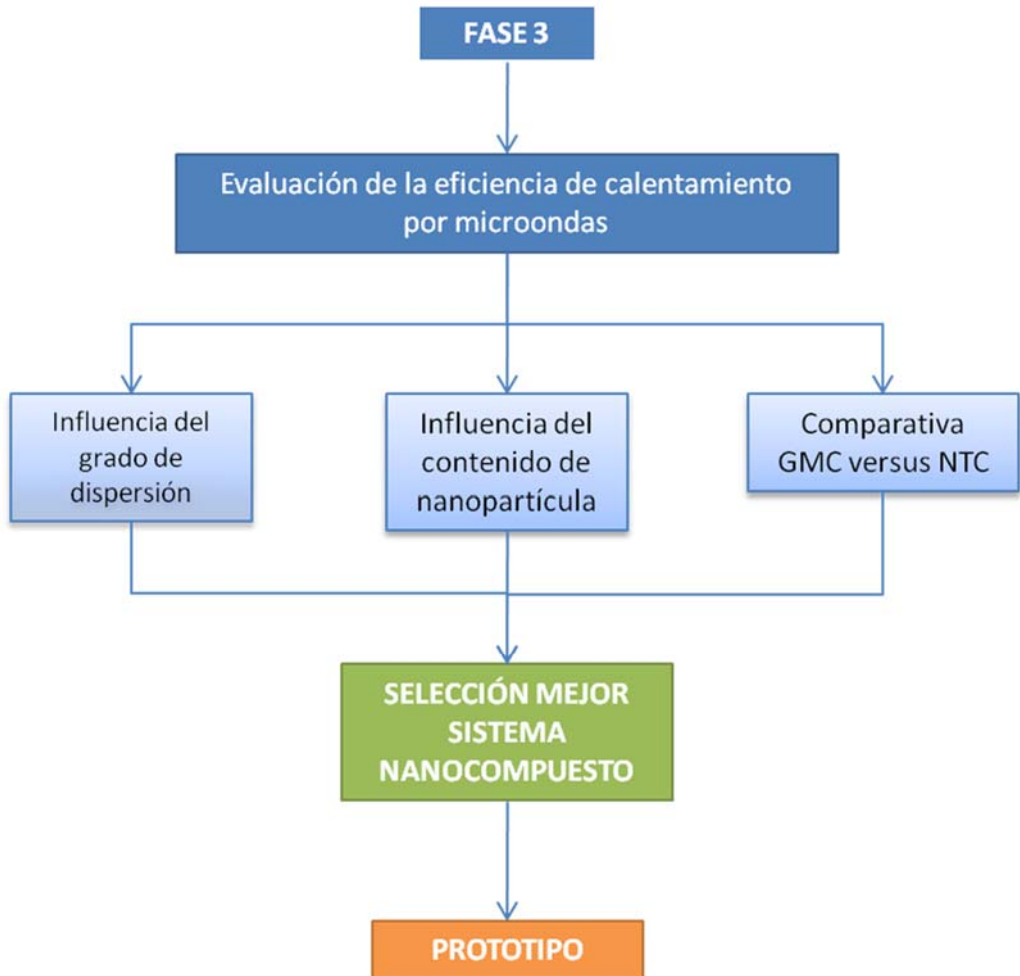 FASE 3
Evaluación de la eficiencia de calentamiento
por microondas
Influencia del
grado de
dispersión
Influencia del
contenido de
nanopartícula
Comparativa
GMC versus NTC
SELECCIÓN MEJOR
SISTEMA
NANOCOMPUESTO
PROTOTIPO